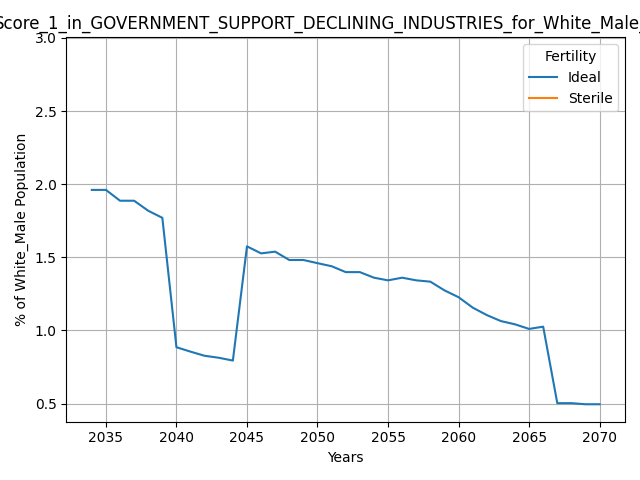 Score_1_in_GOVERNMENT_SUPPORT_DECLINING_INDUSTRIES_for_White_Male_
Fertility
Ideal
Sterile
3.0
2.5
2.0
1.5
1.0
0.5
% of White_Male Population
2035 2040 2045 2050 2055 2060 2065 2070
Years